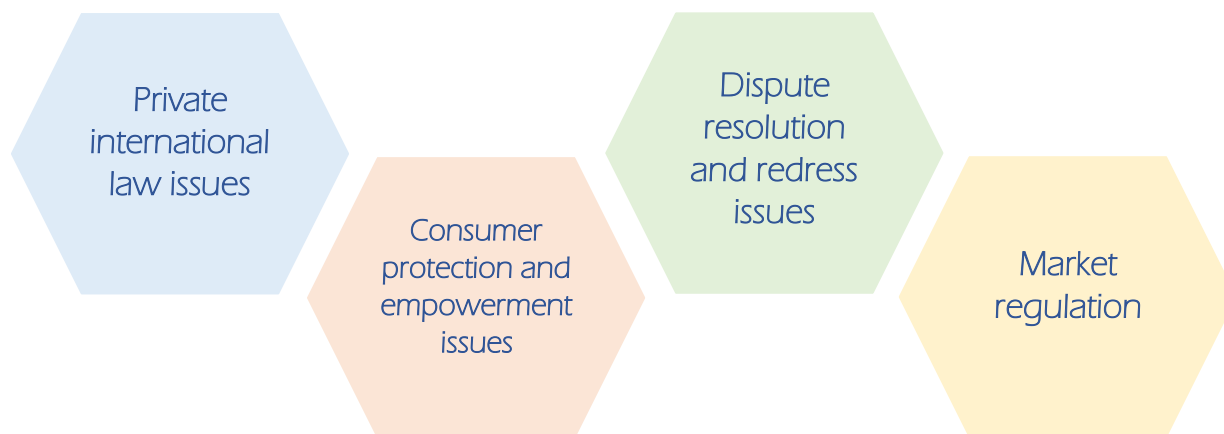 Private
international
law issues
Consumer
protection and
empowerment
issues
Dispute
resolution
and redress
issues
Market
regulation